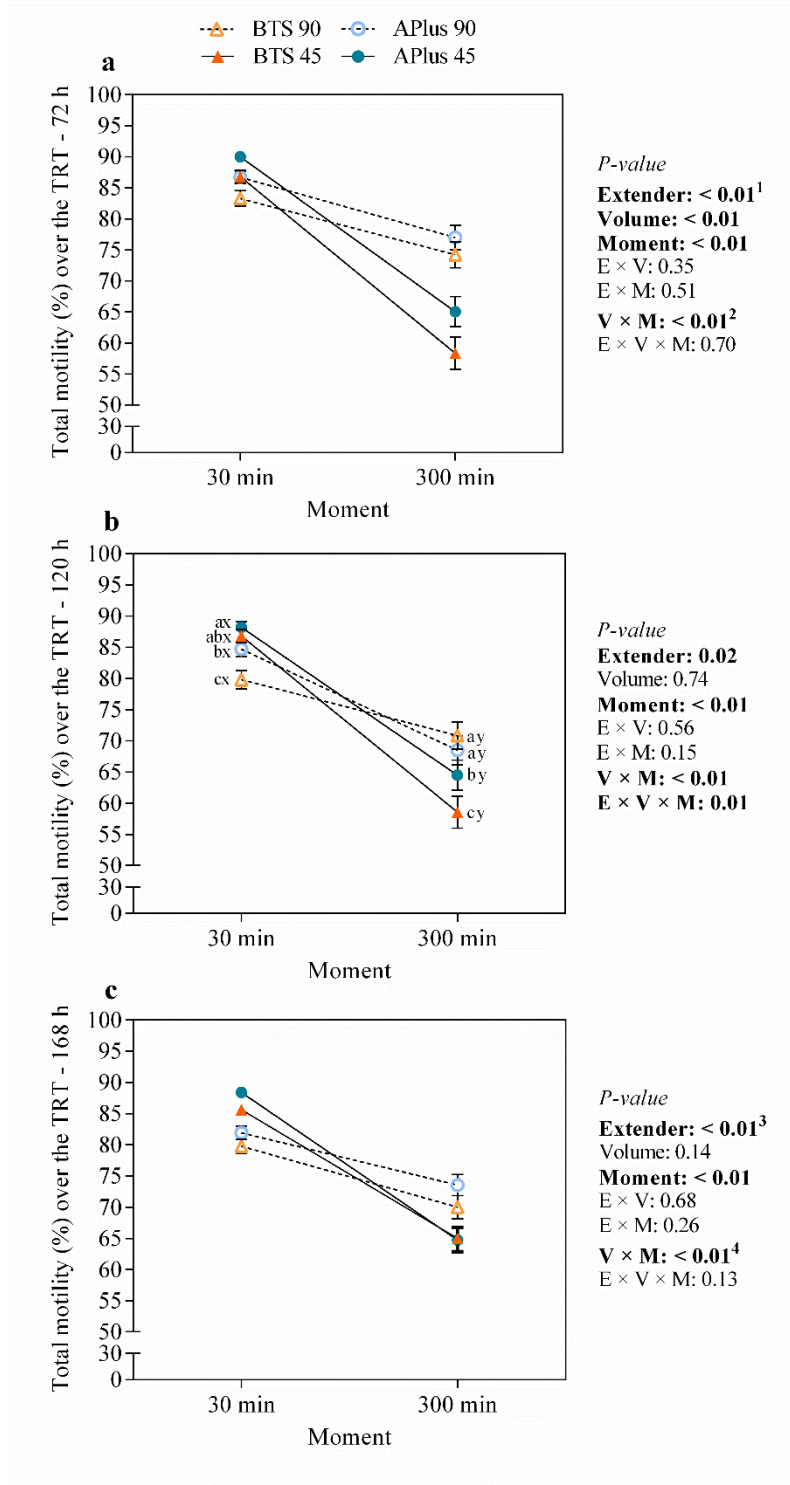 BTS 90 APlus 90
BTS 45 APlus 45
a
Total motility (%) over the TRT - 72 h
100
95
90
85
80
75
70
65
60
55
50
30
0
30 min 300 min
Moment
P-value
Extender: < 0.01¹
Volume: < 0.01
Moment: < 0.01
E × V: 0.35
E × M: 0.51
V × M: < 0.01²
E × V × M: 0.70
b
Total motility (%) over the TRT - 120 h
100
95
90
85
80
75
70
65
60
55
50
30
0
ax
abx
bx
cx
ay
ay
by
cy
30 min 300 min
Moment
P-value
Extender: 0.02
Volume: 0.74
Moment: < 0.01
E × V: 0.56
E × M: 0.15
V × M: < 0.01
E × V × M: 0.01
c
Total motility (%) over the TRT - 168 h
100
95
90
85
80
75
70
65
60
55
50
30
0
30 min 300 min
Moment
P-value
Extender: < 0.01³
Volume: 0.14
Moment: < 0.01
E × V: 0.68
E × M: 0.26
V × M: < 0.01⁴
E × V × M: 0.13